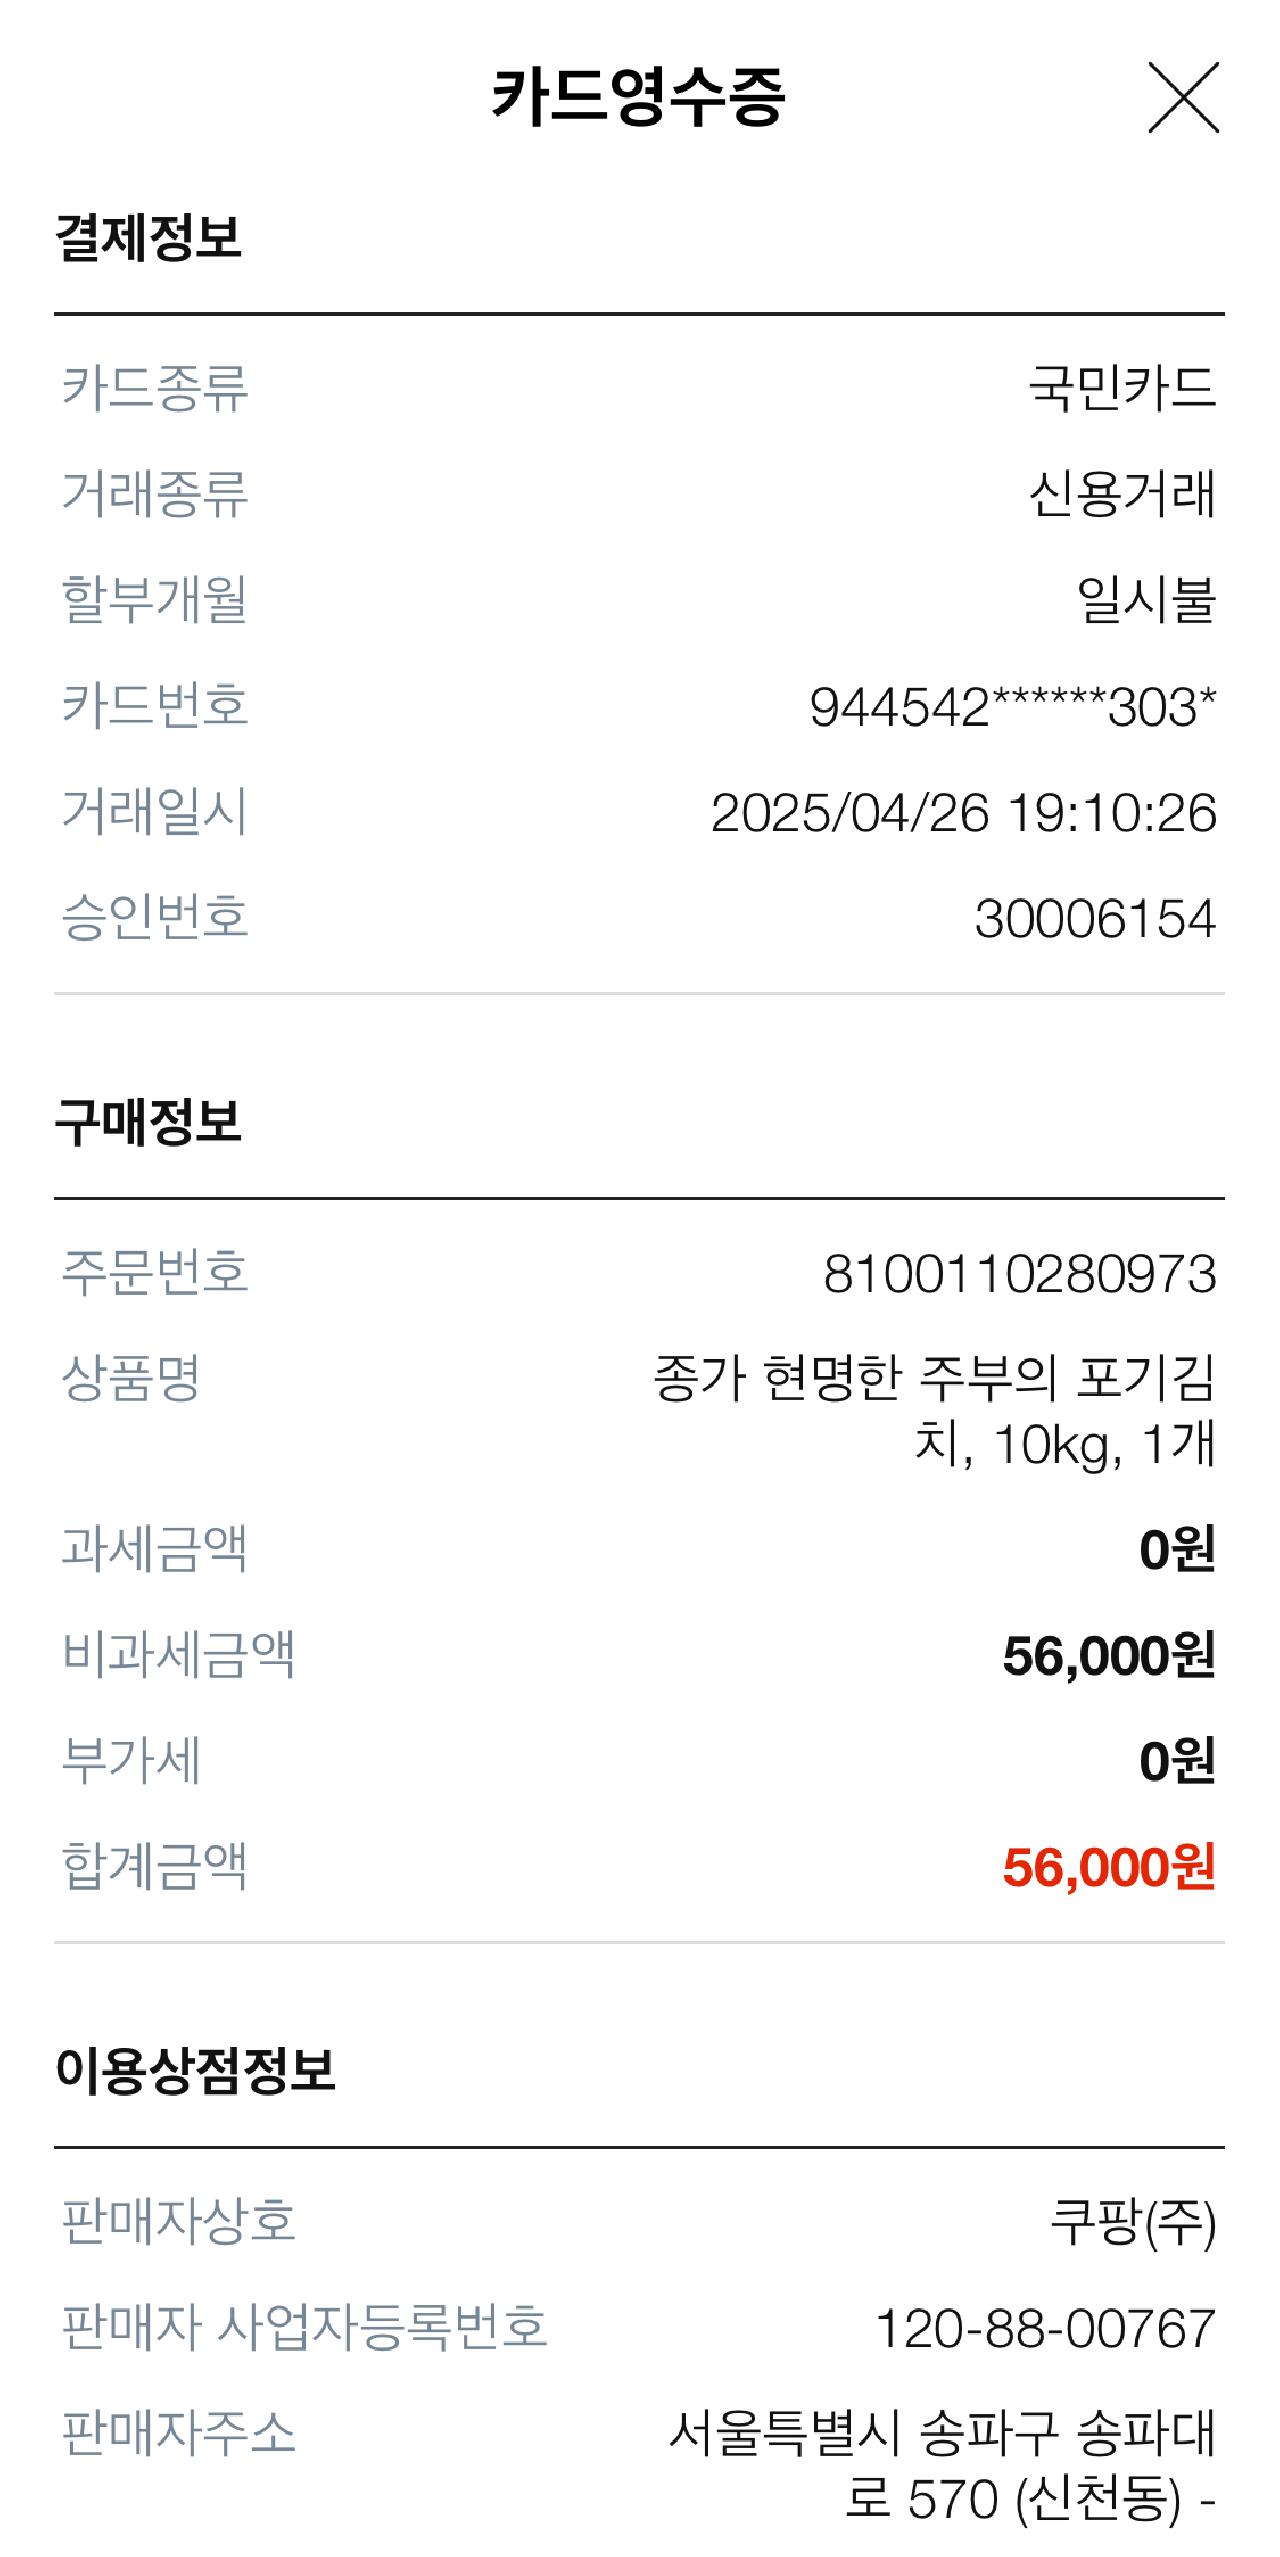 카드영수증
결제정보
카드종류 국민카드
거래종류 신용거래
할부개월 일시불
카드번호 944542******303*
거래일시 2025/04/26 19:10:26
승인번호 30006154
구매정보
주문번호 8100110280973
상품명 종가 현명한 주부의 포기김
치, 10kg, 1개
과세금액 0원
비과세금액 56,000원
부가세 0원
합계금액 56,000원
이용상점정보
판매자상호 쿠팡(주)
판매자 사업자등록번호 120-88-00767
판매자주소 서울특별시 송파구 송파대
로 570 (신천동) -